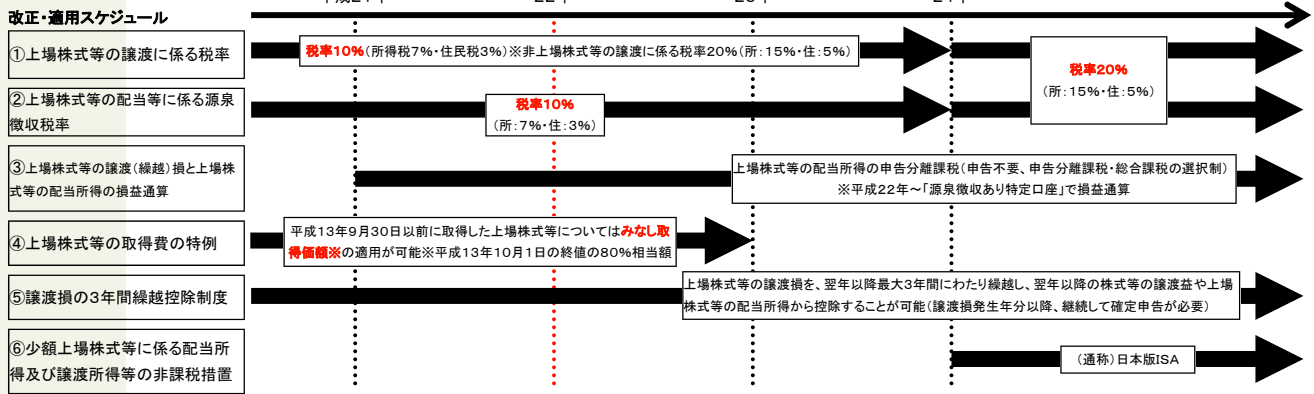 改正・適用スケジュール
22年
①上場株式等の譲渡に係る税率
税率10%(所得税7%・住民税3%)※非上場株式等の譲渡に係る税率20%(所:15%・住:5%)
税率20%
(所:15%・住:5%)
②上場株式等の配当等に係る源泉
徴収税率
税率10%
(所:7%・住:3%)
③上場株式等の譲渡(繰越)損と上場株
式等の配当所得の損益通算
上場株式等の配当所得の申告分離課税(申告不要、申告分離課税・総合課税の選択制)
※平成22年~「源泉徴収あり特定口座」で損益通算
④上場株式等の取得費の特例
平成13年9月30日以前に取得した上場株式等についてはみなし取
得価額※の適用が可能※平成13年10月1日の終値の80%相当額
⑤譲渡損の3年間繰越控除制度
上場株式等の譲渡損を、翌年以降最大3年間にわたり繰越し、翌年以降の株式等の譲渡益や上場
株式等の配当所得から控除することが可能(譲渡損発生年分以降、継続して確定申告が必要)
⑥少額上場株式等に係る配当所
得及び譲渡所得等の非課税措置
(通称)日本版ISA